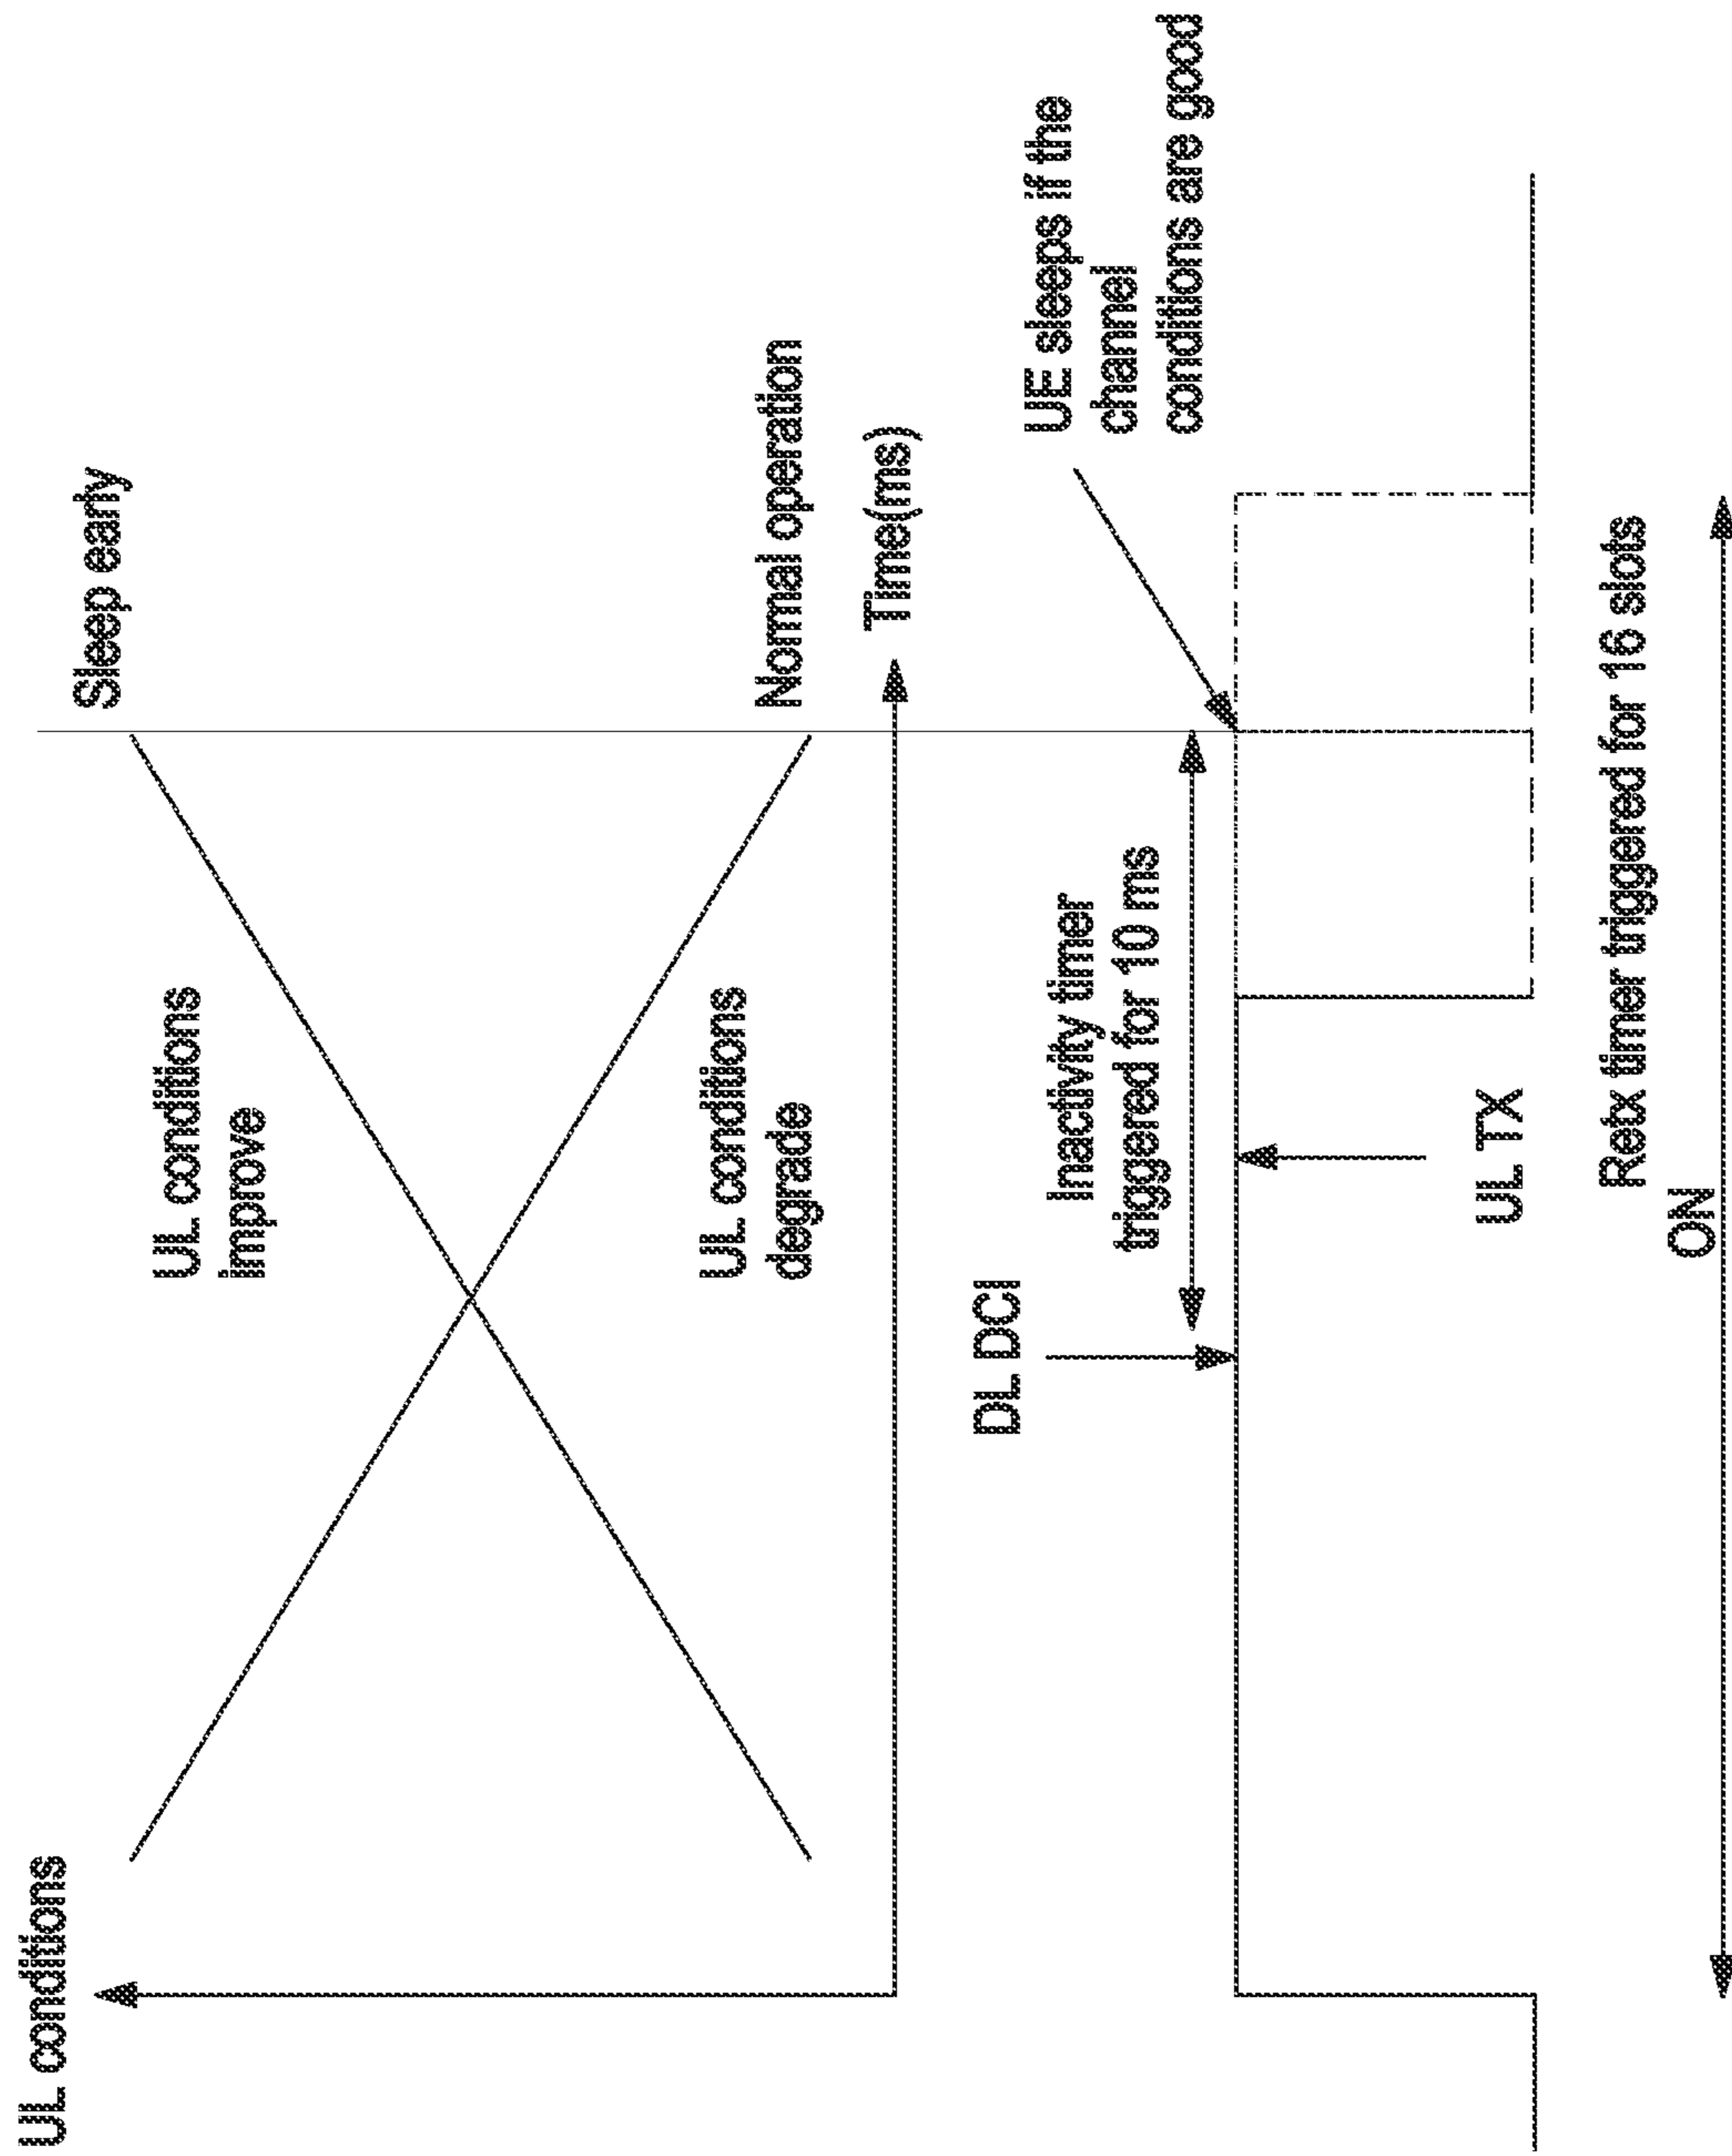 UL conditions
Sleep early
UL conditions
improve
UL conditions
degrade
Normal operation
Time(ms)
DL DCI
Inactivity timer
triggered for 10 ms
UE sleeps if the
channel
conditions are good
UL TX
Retx timer triggered for 16 slots
ON